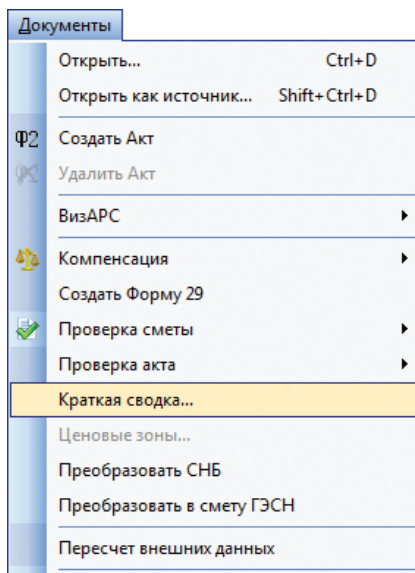 Документы
Открыть... Ctrl+D
Открыть как источник... Shift+Ctrl+D
Ф2 Создать Акт
Удалить Акт
ВизАРС
Компенсация
Создать Форму 29
Проверка сметы
Проверка акта
Краткая сводка...
Ценовые зоны...
Преобразовать СНБ
Преобразовать в смету ГЭСН
Пересчет внешних данных